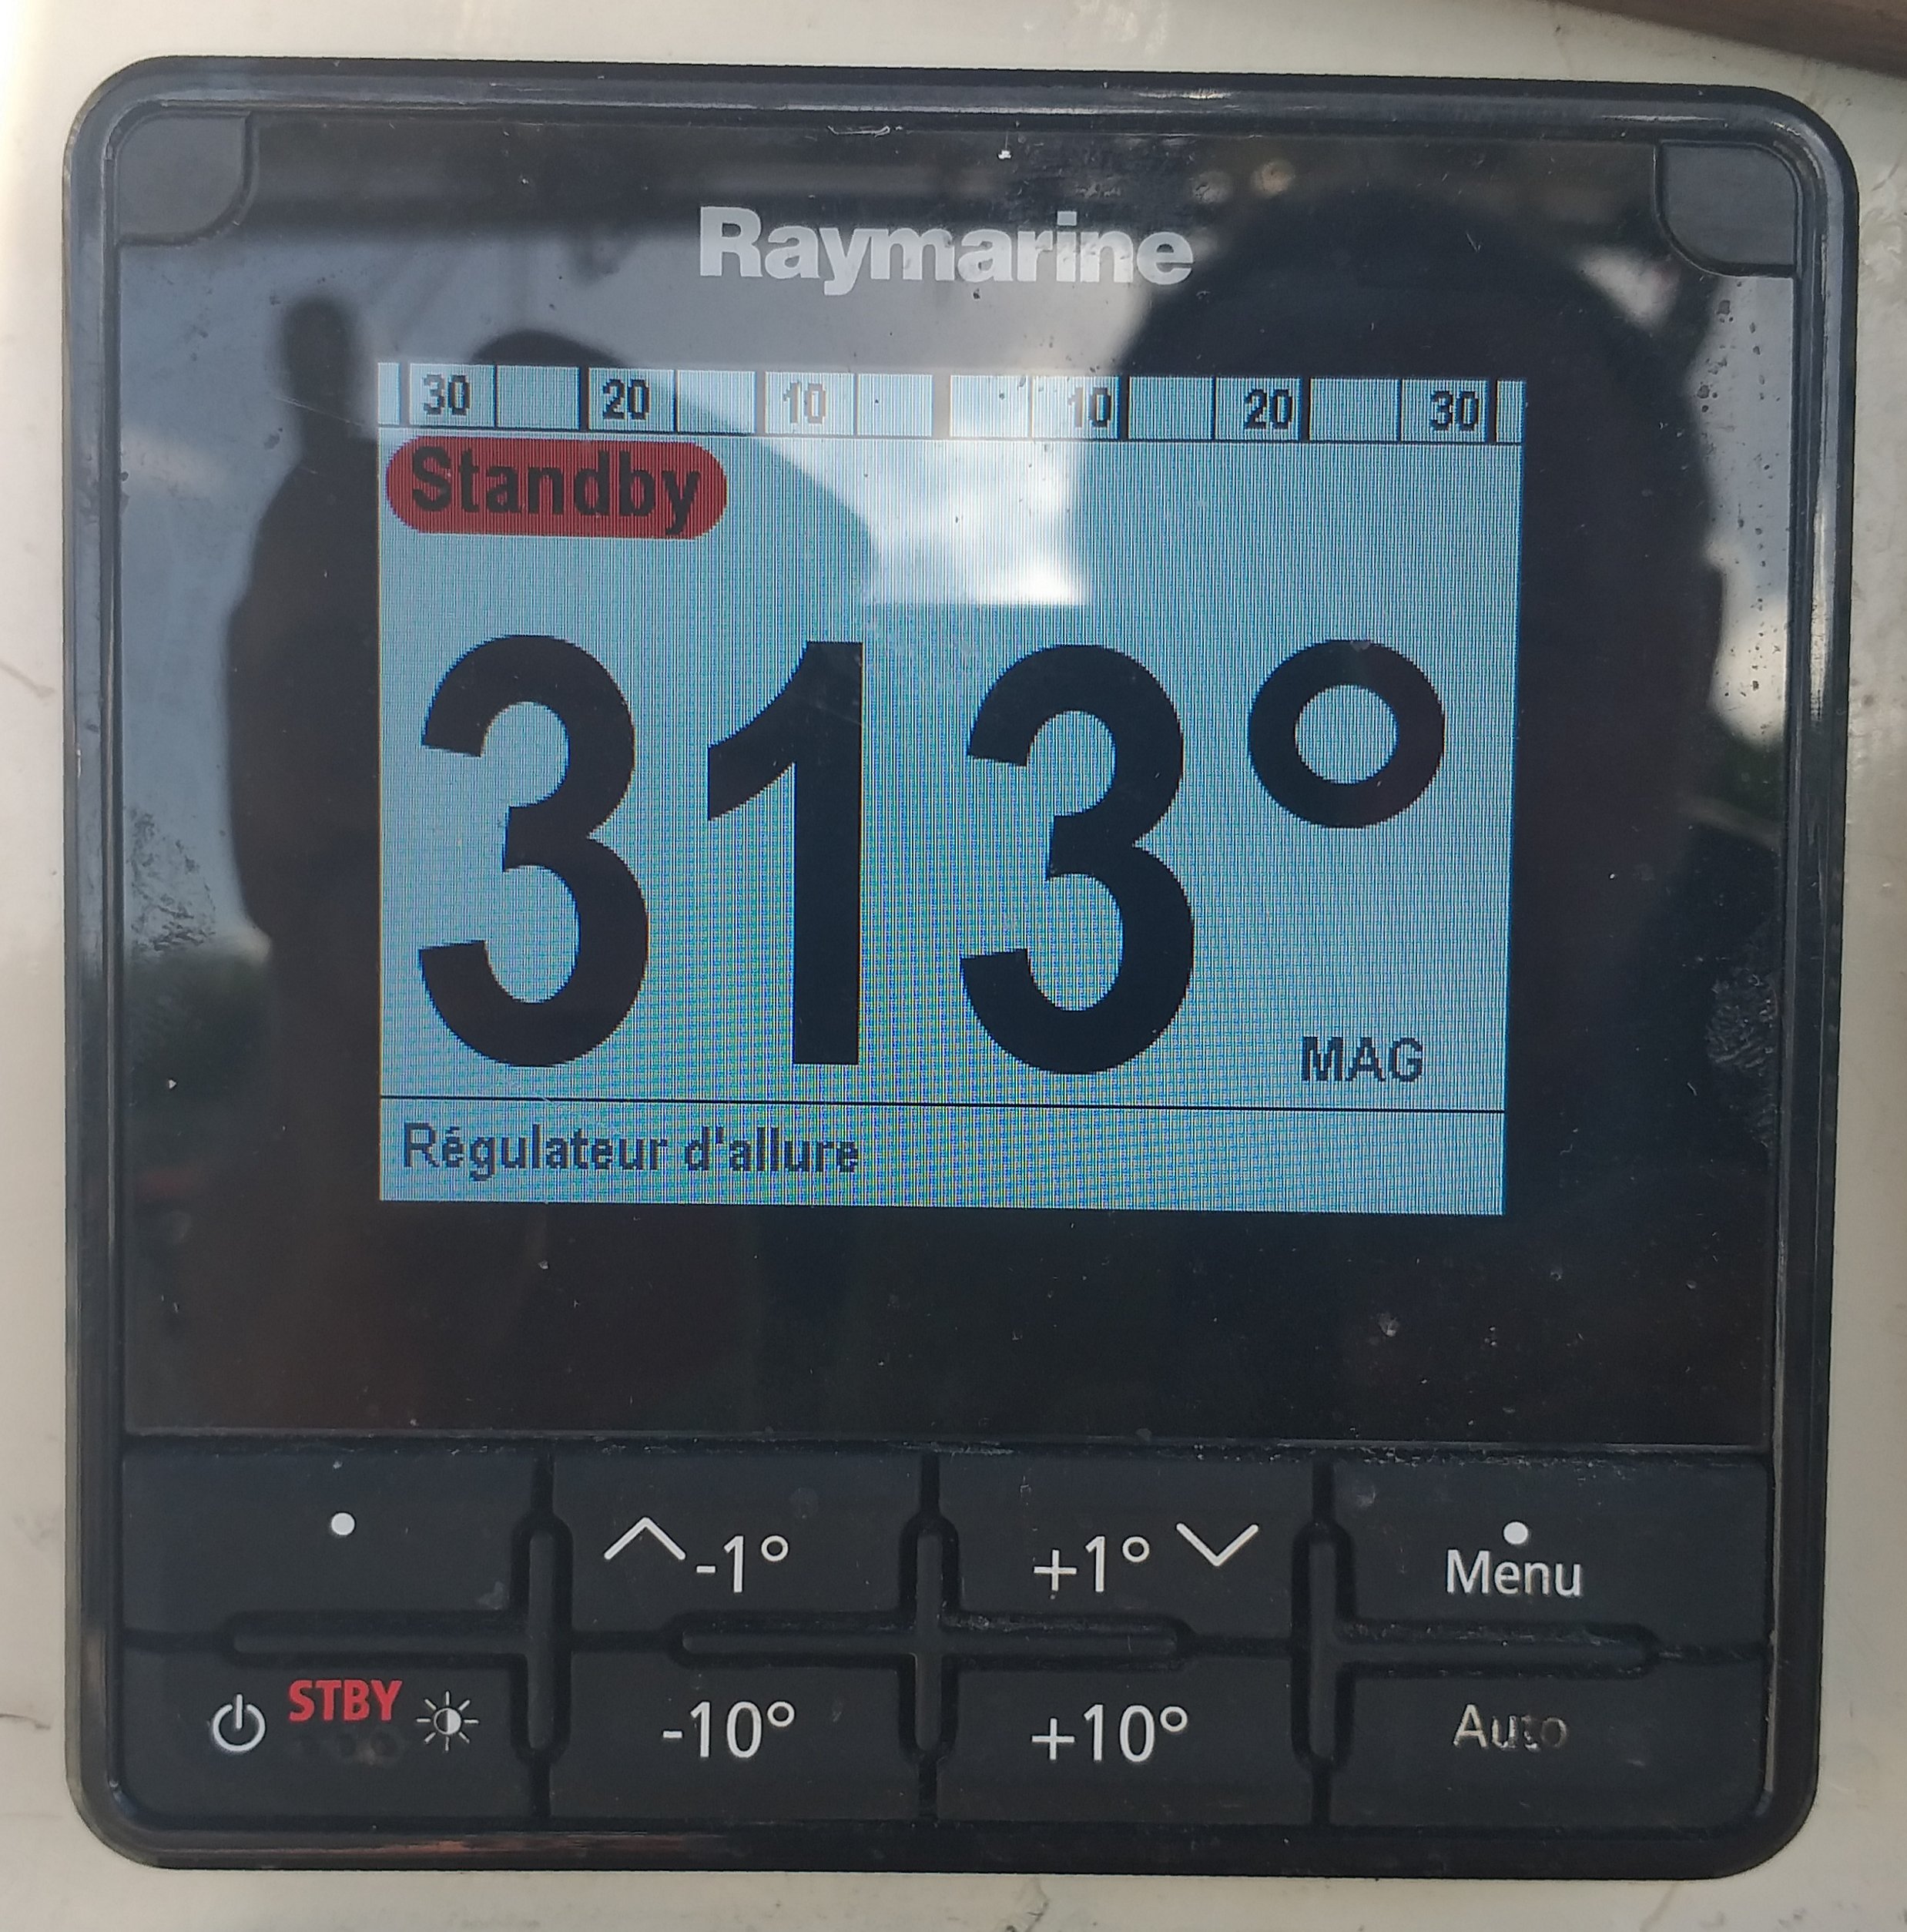 Raymarine
30 20 10 10 20 30
Standby
313°
MAG
Régulateur d'allure
-1° +1° Menu
STBY -10° +10° Auto